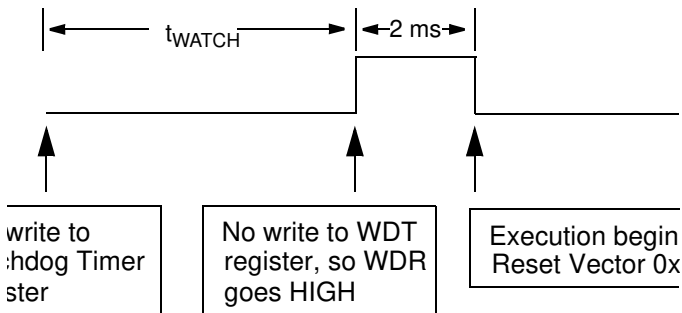 tWATCH
2 ms
write to
chdog Timer
ster
No write to WDT
register, so WDR
goes HIGH
Execution begin
Reset Vector 0x